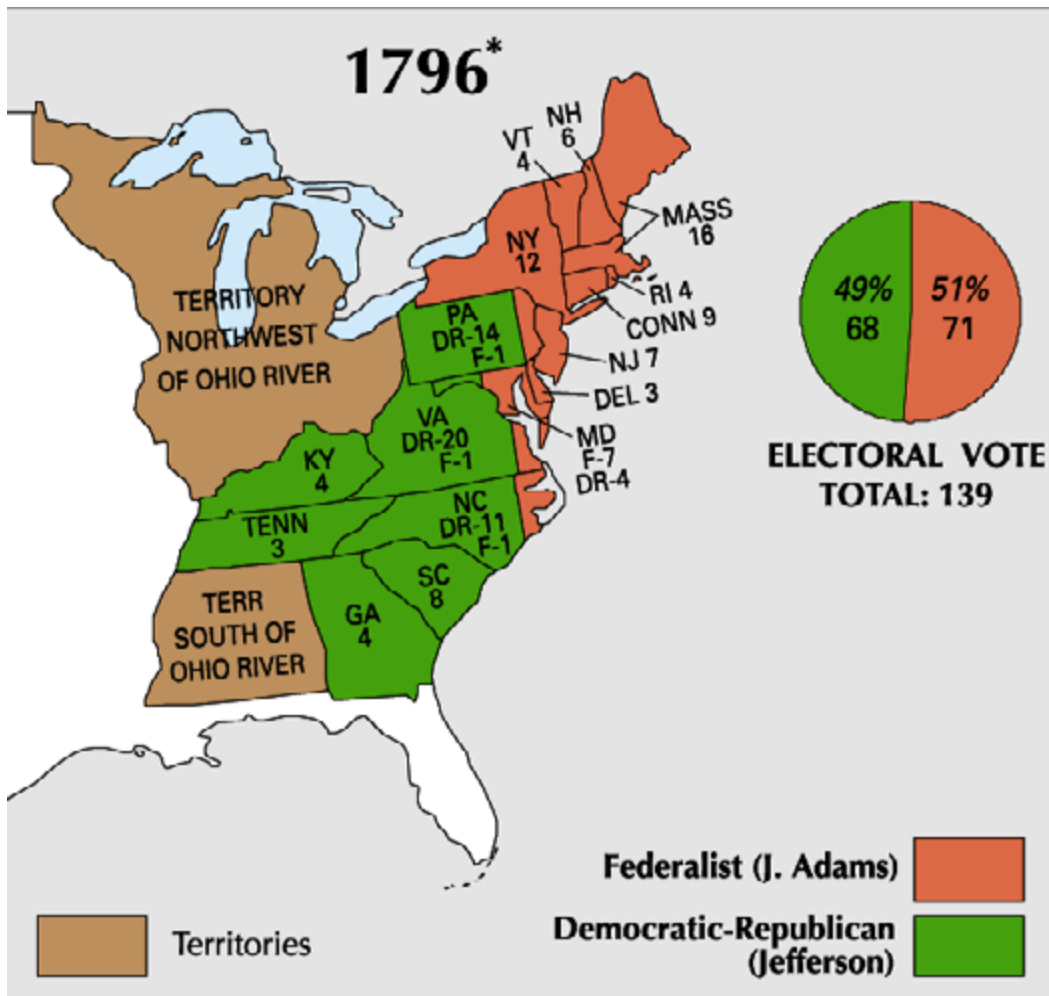 1796*
NH
6
VT
4
MASS
16
NY
12
RI 4
CONN 9
NJ 7
DEL 3
MD
F-7
DR-4
PA
DR-14
F-1
TERRITORY
NORTHWEST
OF OHIO RIVER
VA
DR-20
F-1
KY
4
NC
DR-11
F-1
TENN
3
SC
8
GA
4
TERR
SOUTH OF
OHIO RIVER
49%
68
51%
71
ELECTORAL VOTE
TOTAL: 139
Federalist (J. Adams)
Democratic-Republican
(Jefferson)
Territories